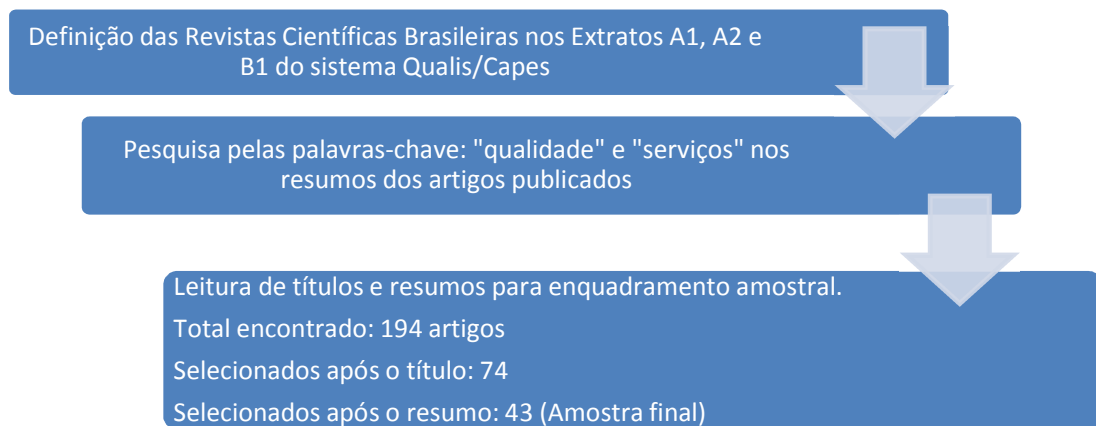 Definição das Revistas Científicas Brasileiras nos Extratos A1, A2 e
B1 do sistema Qualis/Capes
Pesquisa pelas palavras-chave: "qualidade" e "serviços" nos
resumos dos artigos publicados
Leitura de títulos e resumos para enquadramento amostral.
Total encontrado: 194 artigos
Selecionados após o título: 74
Selecionados após o resumo: 43 (Amostra final)